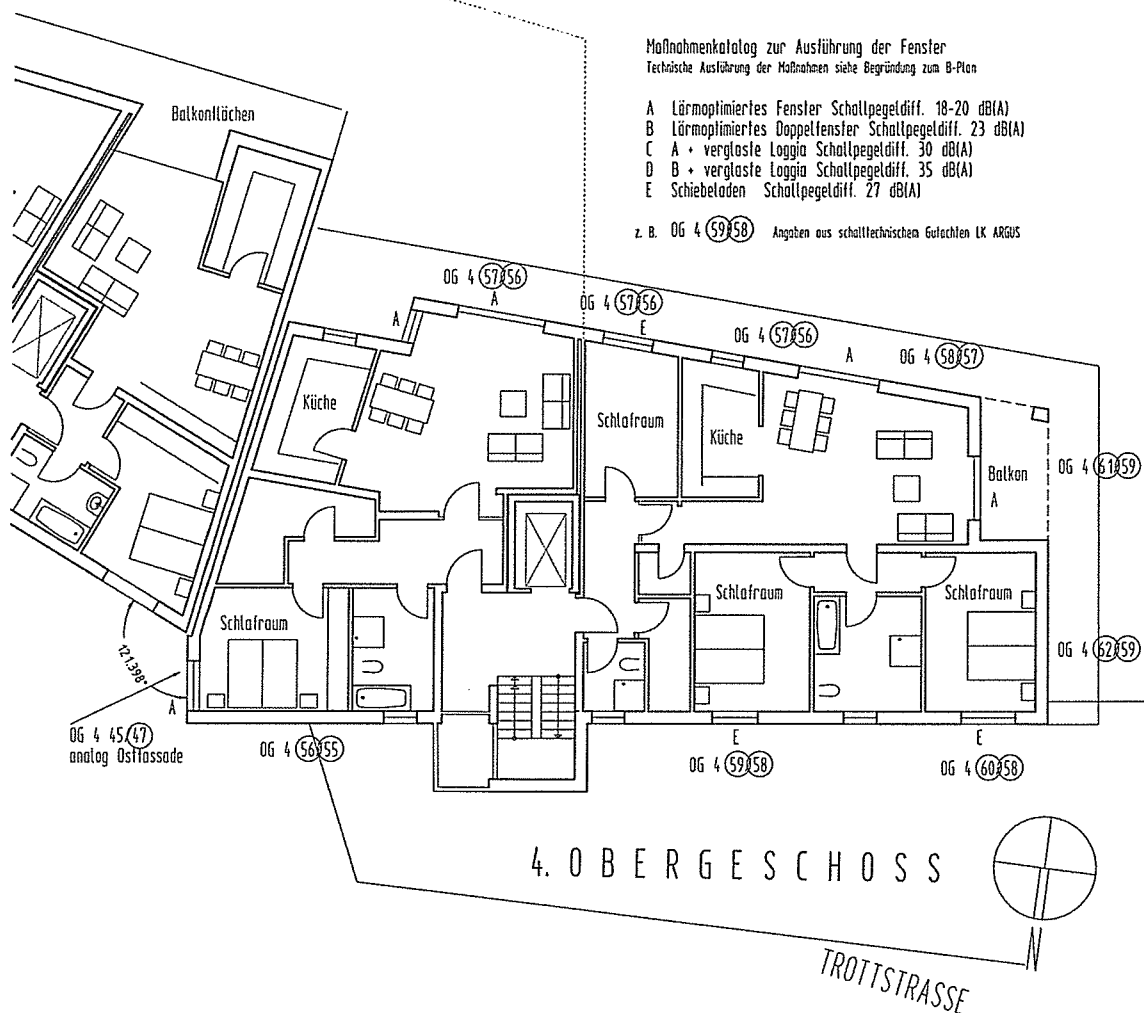 Maßnahmenkatalog zur Ausführung der Fenster
Technische Ausführung der Maßnahmen siehe Begründung zum B-Plan
A Lärmoptimiertes Fenster Schallpegeldiff. 18-20 dB(A)
B Lärmoptimiertes Doppelfenster Schallpegeldiff. 23 dB(A)
C A + verglaste Loggia Schallpegeldiff. 30 dB(A)
D B + verglaste Loggia Schallpegeldiff. 35 dB(A)
E Schiebeladen Schallpegeldiff. 27 dB(A)
z. B. OG 4 59/58 Angaben aus schalltechnischem Gutachten LK ARGUS
Balkonflächen
OG 4 57/56
A
A
OG 4 57/56
E
OG 4 57/56
A
OG 4 58/57
Küche
Schlafraum
Küche
Balkon
A
OG 4 61/59
Schlafraum
Schlafraum
Schlafraum
OG 4 62/59
121.398°
A
OG 4 45/47
analog Ostfassade
OG 4 56/55
E
OG 4 59/58
E
OG 4 60/58
4. OBERGESCHOSS
N
TROTTSTRASSE